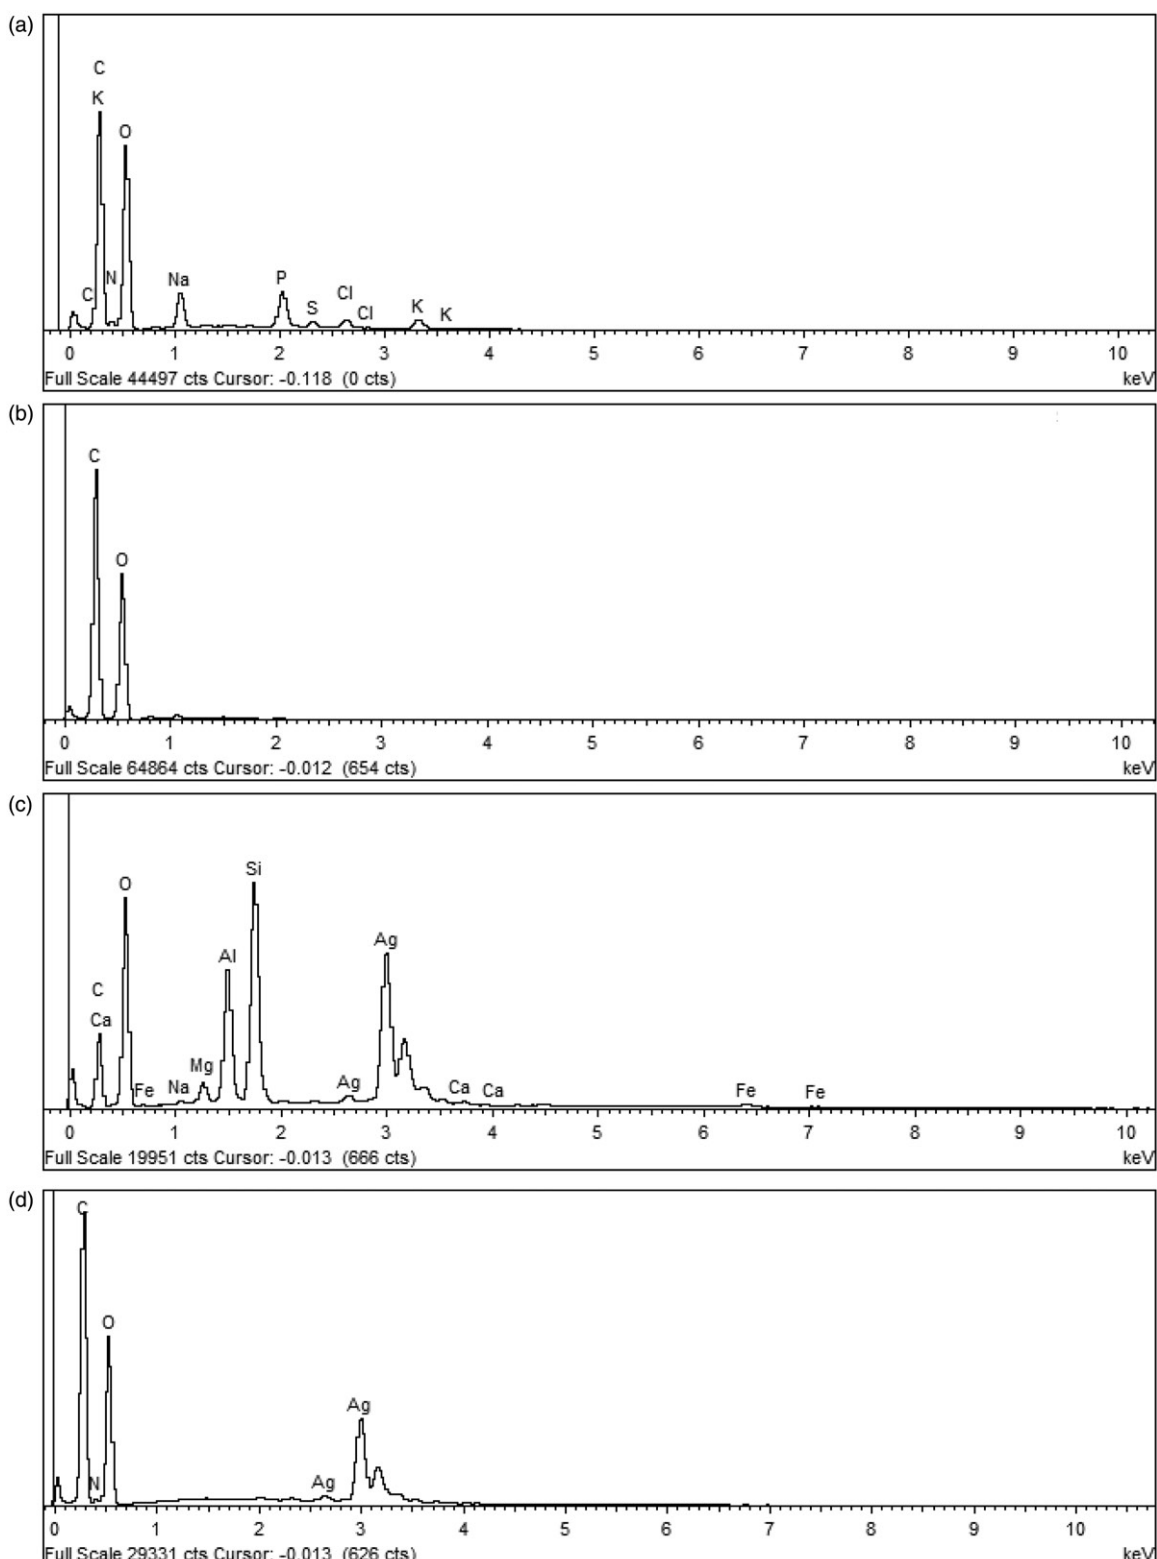 (a)
C
K
O
C
N
Na
P
S
Cl
Cl
K
K
0 1 2 3 4 5 6 7 8 9 10
Full Scale 44497 cts Cursor: -0.118 (0 cts) keV
(b)
C
O
0 1 2 3 4 5 6 7 8 9 10
Full Scale 64864 cts Cursor: -0.012 (654 cts) keV
(c)
Si
O
Ag
Al
C
Ca
Mg
Fe
Na
Ag
Ca
Ca
Fe
Fe
0 1 2 3 4 5 6 7 8 9 10
Full Scale 19951 cts Cursor: -0.013 (666 cts) keV
(d)
C
O
Ag
N
Ag
0 1 2 3 4 5 6 7 8 9 10
Full Scale 29331 cts Cursor: -0.013 (626 cts) keV